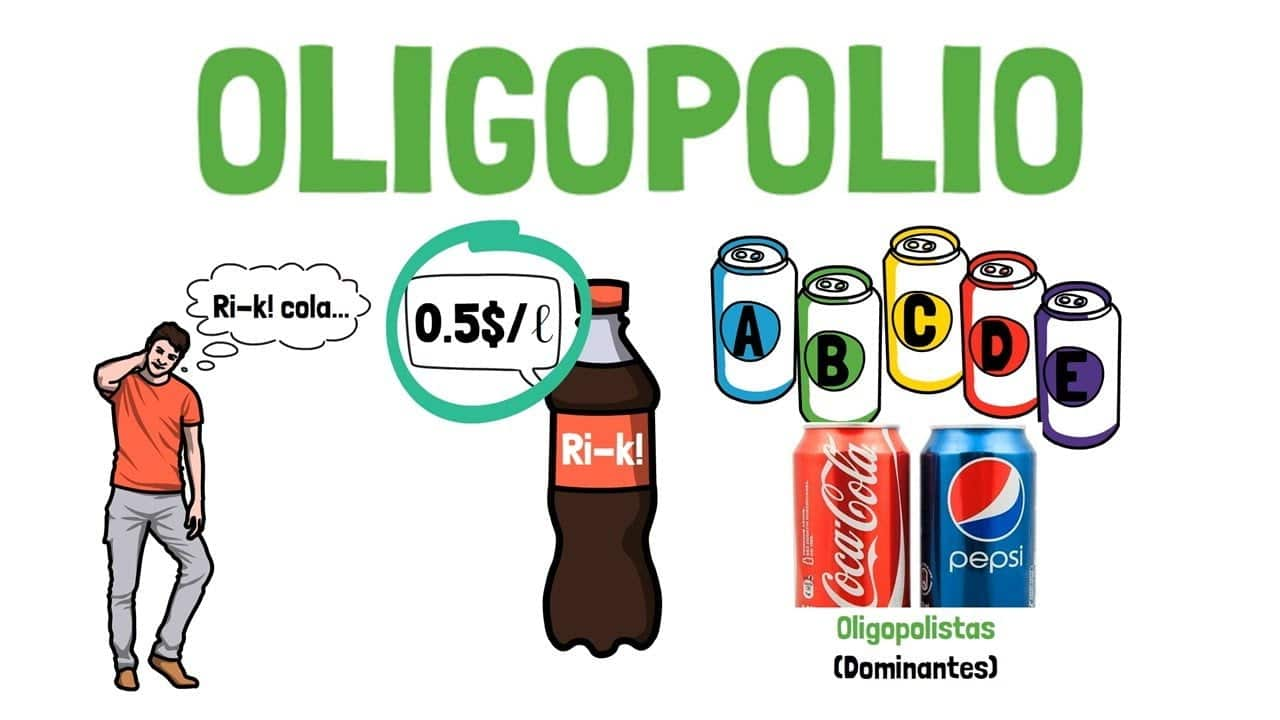 OLIGOPOLIO
Ri-k! cola...
0.5$/ℓ
Ri-k!
A
B
C
D
E
Coca-Cola
pepsi
Oligopolistas
(Dominantes)